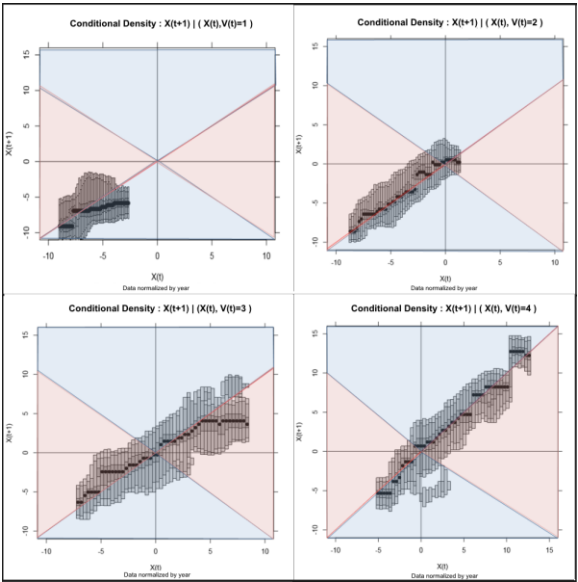 Conditional Density : X(t+1) | ( X(t),V(t)=1 )
15
10
5
0
-5
-10
X(t+1)
-10 -5 0 5 10
X(t)
Data normalized by year
Conditional Density : X(t+1) | ( X(t), V(t)=2 )
15
10
5
0
-5
-10
X(t+1)
-10 -5 0 5 10
X(t)
Data normalized by year
Conditional Density : X(t+1) | (X(t), V(t)=3 )
15
10
5
0
-5
-10
X(t+1)
-10 -5 0 5 10
X(t)
Data normalized by year
Conditional Density : X(t+1) | ( X(t), V(t)=4 )
15
10
5
0
-5
-10
X(t+1)
-10 -5 0 5 10 15
X(t)
Data normalized by year